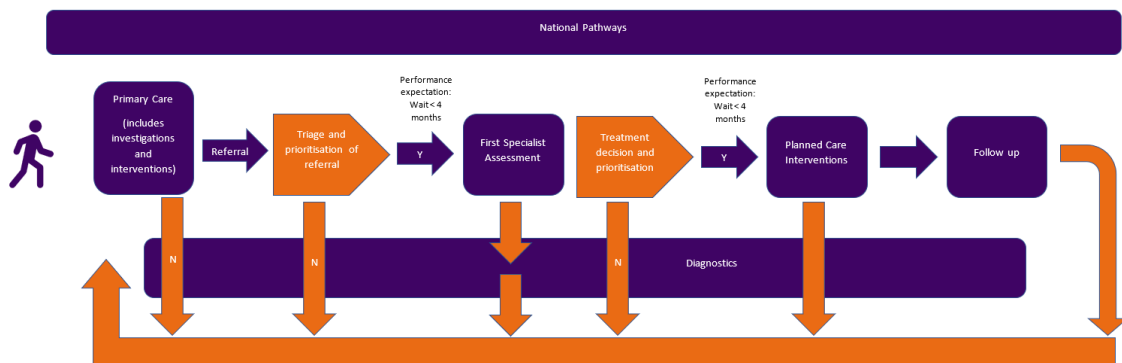 National Pathways
Primary Care
(includes
investigations
and
interventions)
Referral
Triage and
prioritisation of
referral
Performance
expectation:
Wait < 4
months
Y
First Specialist
Assessment
Treatment
decision and
prioritisation
Performance
expectation:
Wait < 4
months
Y
Planned Care
Interventions
Follow up
N
N
N
Diagnostics